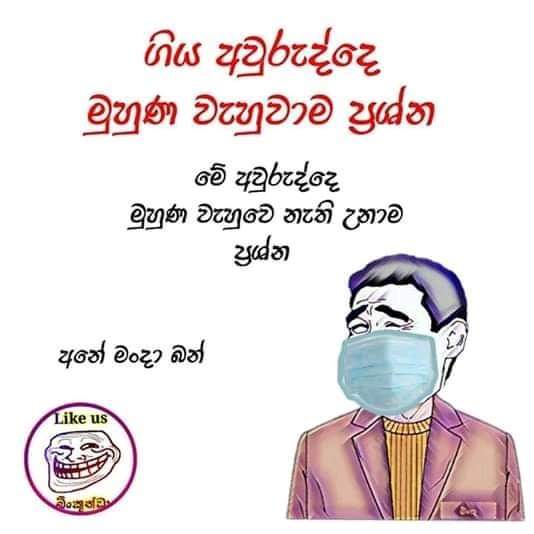 ගිය අවුරුද්දෙ
මුහුණ වැහුවාම ප්‍රශ්න
මේ අවුරුද්දෙ
මුහුණ වැහුවෙ නැති උනාම
ප්‍රශ්න
අනේ මංදා බන්
Like us